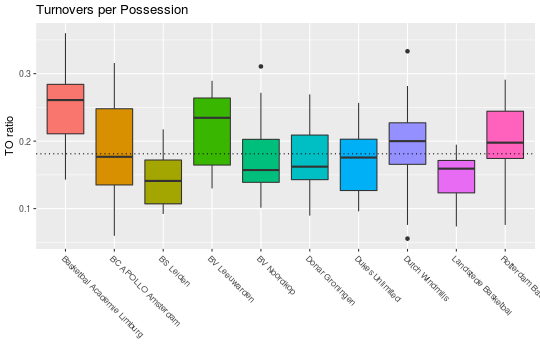 Turnovers per Possession
TO ratio
0.3
0.2
0.1
Basketbal Academie Limburg
BC APOLLO Amsterdam
BS Leiden
BV Leeuwarden
BV Noordkop
Donar Groningen
Dukes Unlimited
Dutch Windmills
Landstede Basketbal
Rotterdam Bas